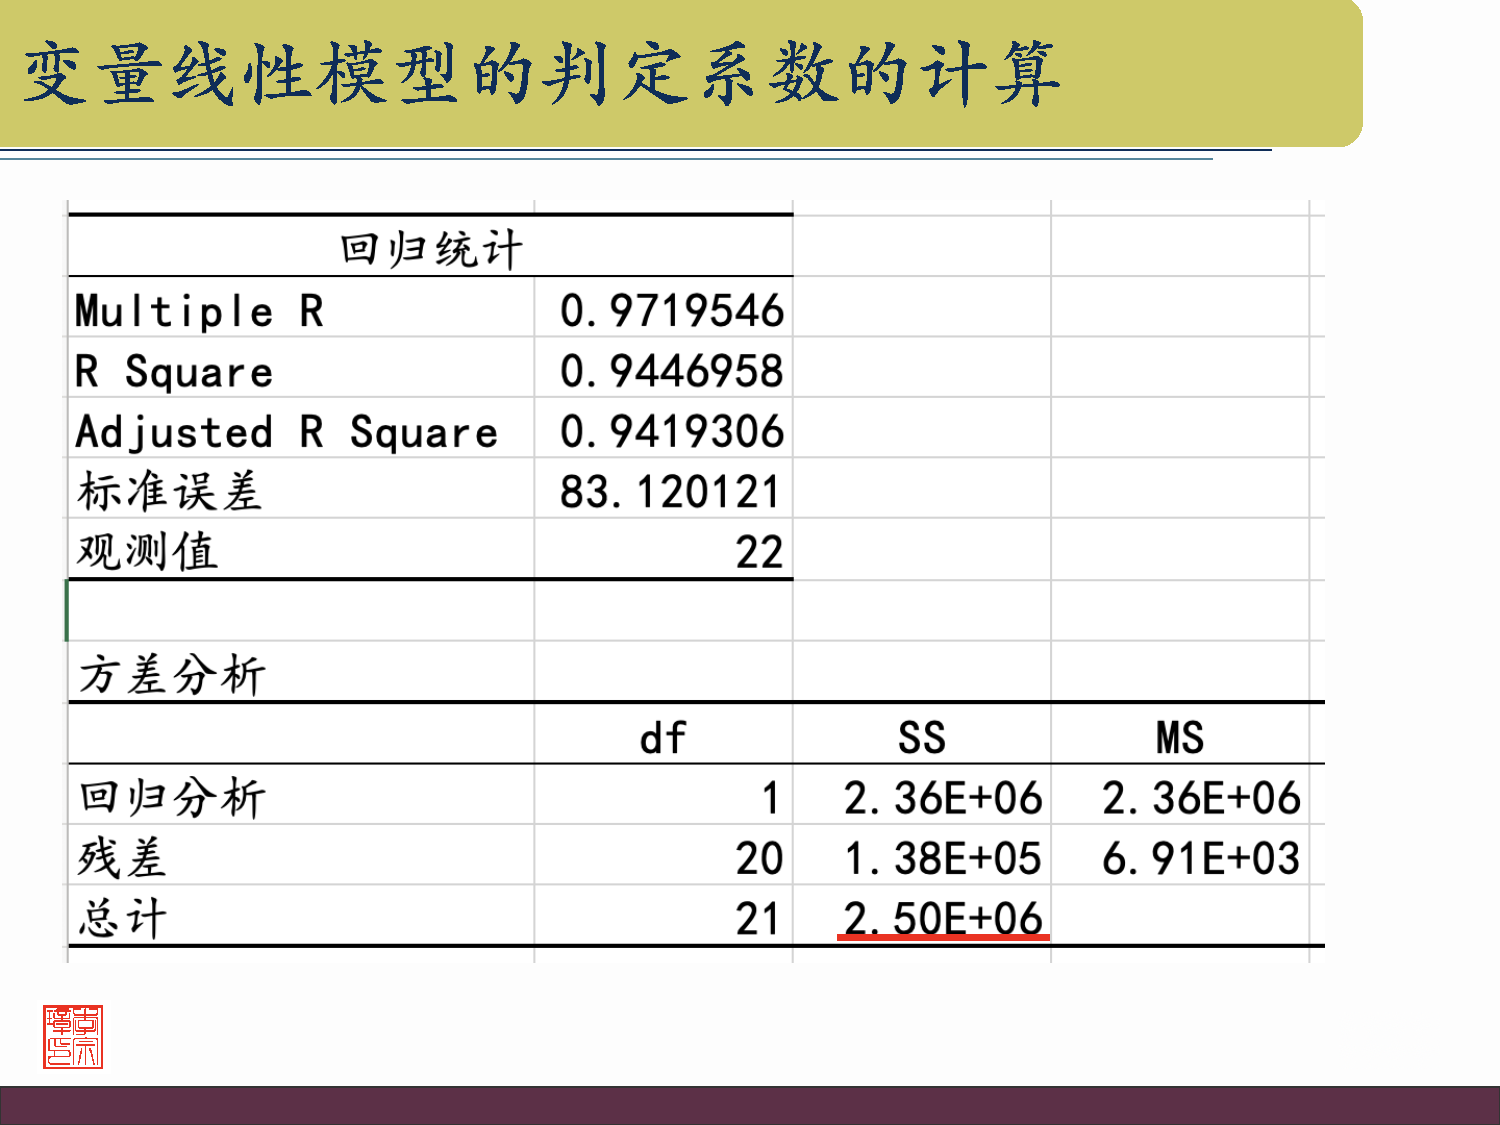 变量线性模型的判定系数的计算
回归统计
Multiple R 0.9719546
R Square 0.9446958
Adjusted R Square 0.9419306
标准误差 83.120121
观测值 22
方差分析
df SS MS
回归分析 1 2.36E+06 2.36E+06
残差 20 1.38E+05 6.91E+03
总计 21 2.50E+06